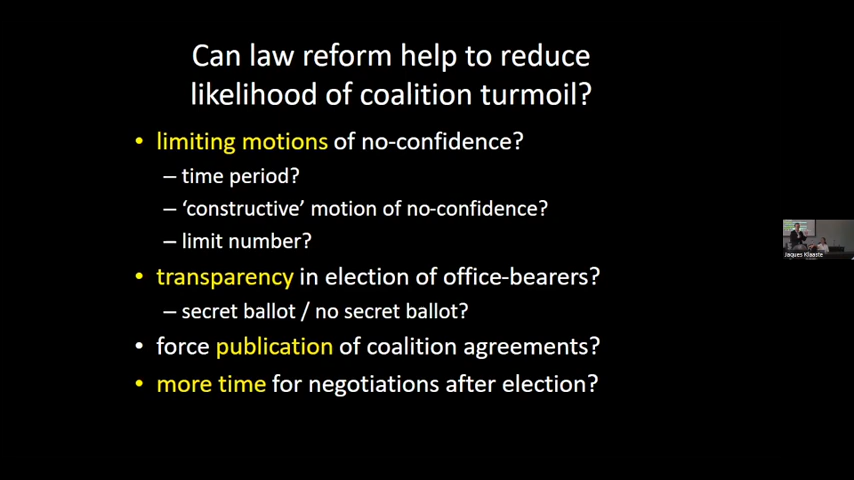 Can law reform help to reduce
likelihood of coalition turmoil?
• limiting motions of no-confidence?
– time period?
– ‘constructive’ motion of no-confidence?
– limit number?
• transparency in election of office-bearers?
– secret ballot / no secret ballot?
• force publication of coalition agreements?
• more time for negotiations after election?
Jaques Klaaste